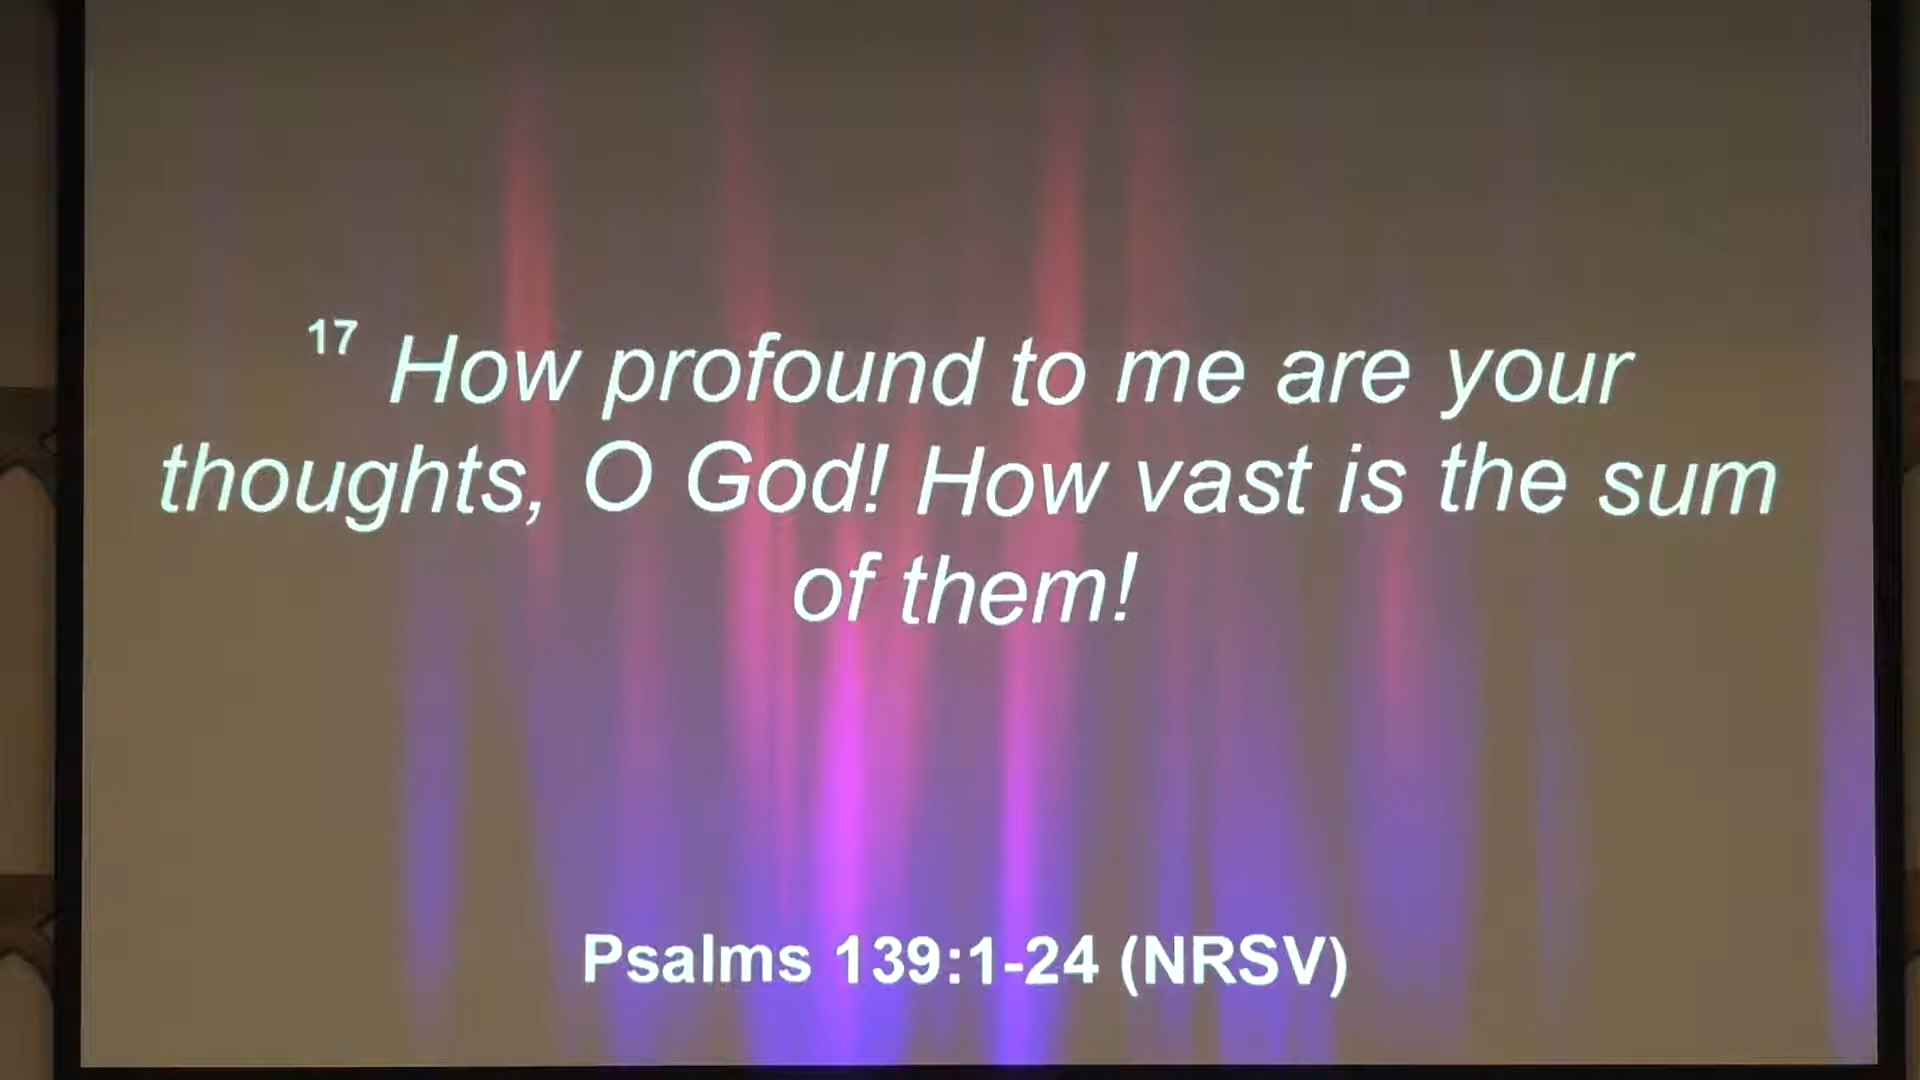 17 How profound to me are your
thoughts, O God! How vast is the sum
of them!
Psalms 139:1-24 (NRSV)